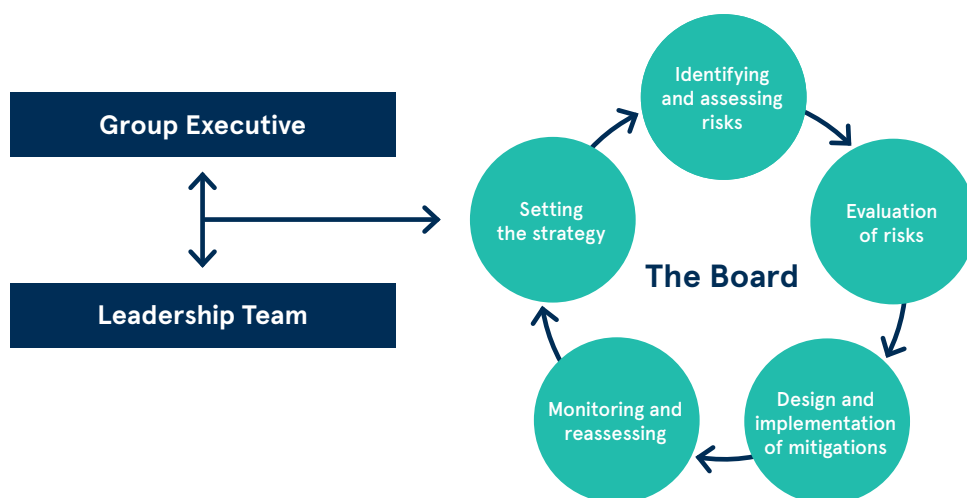 Group Executive
Leadership Team
The Board
Setting
the strategy
Identifying
and assessing
risks
Evaluation
of risks
Design and
implementation
of mitigations
Monitoring and
reassessing